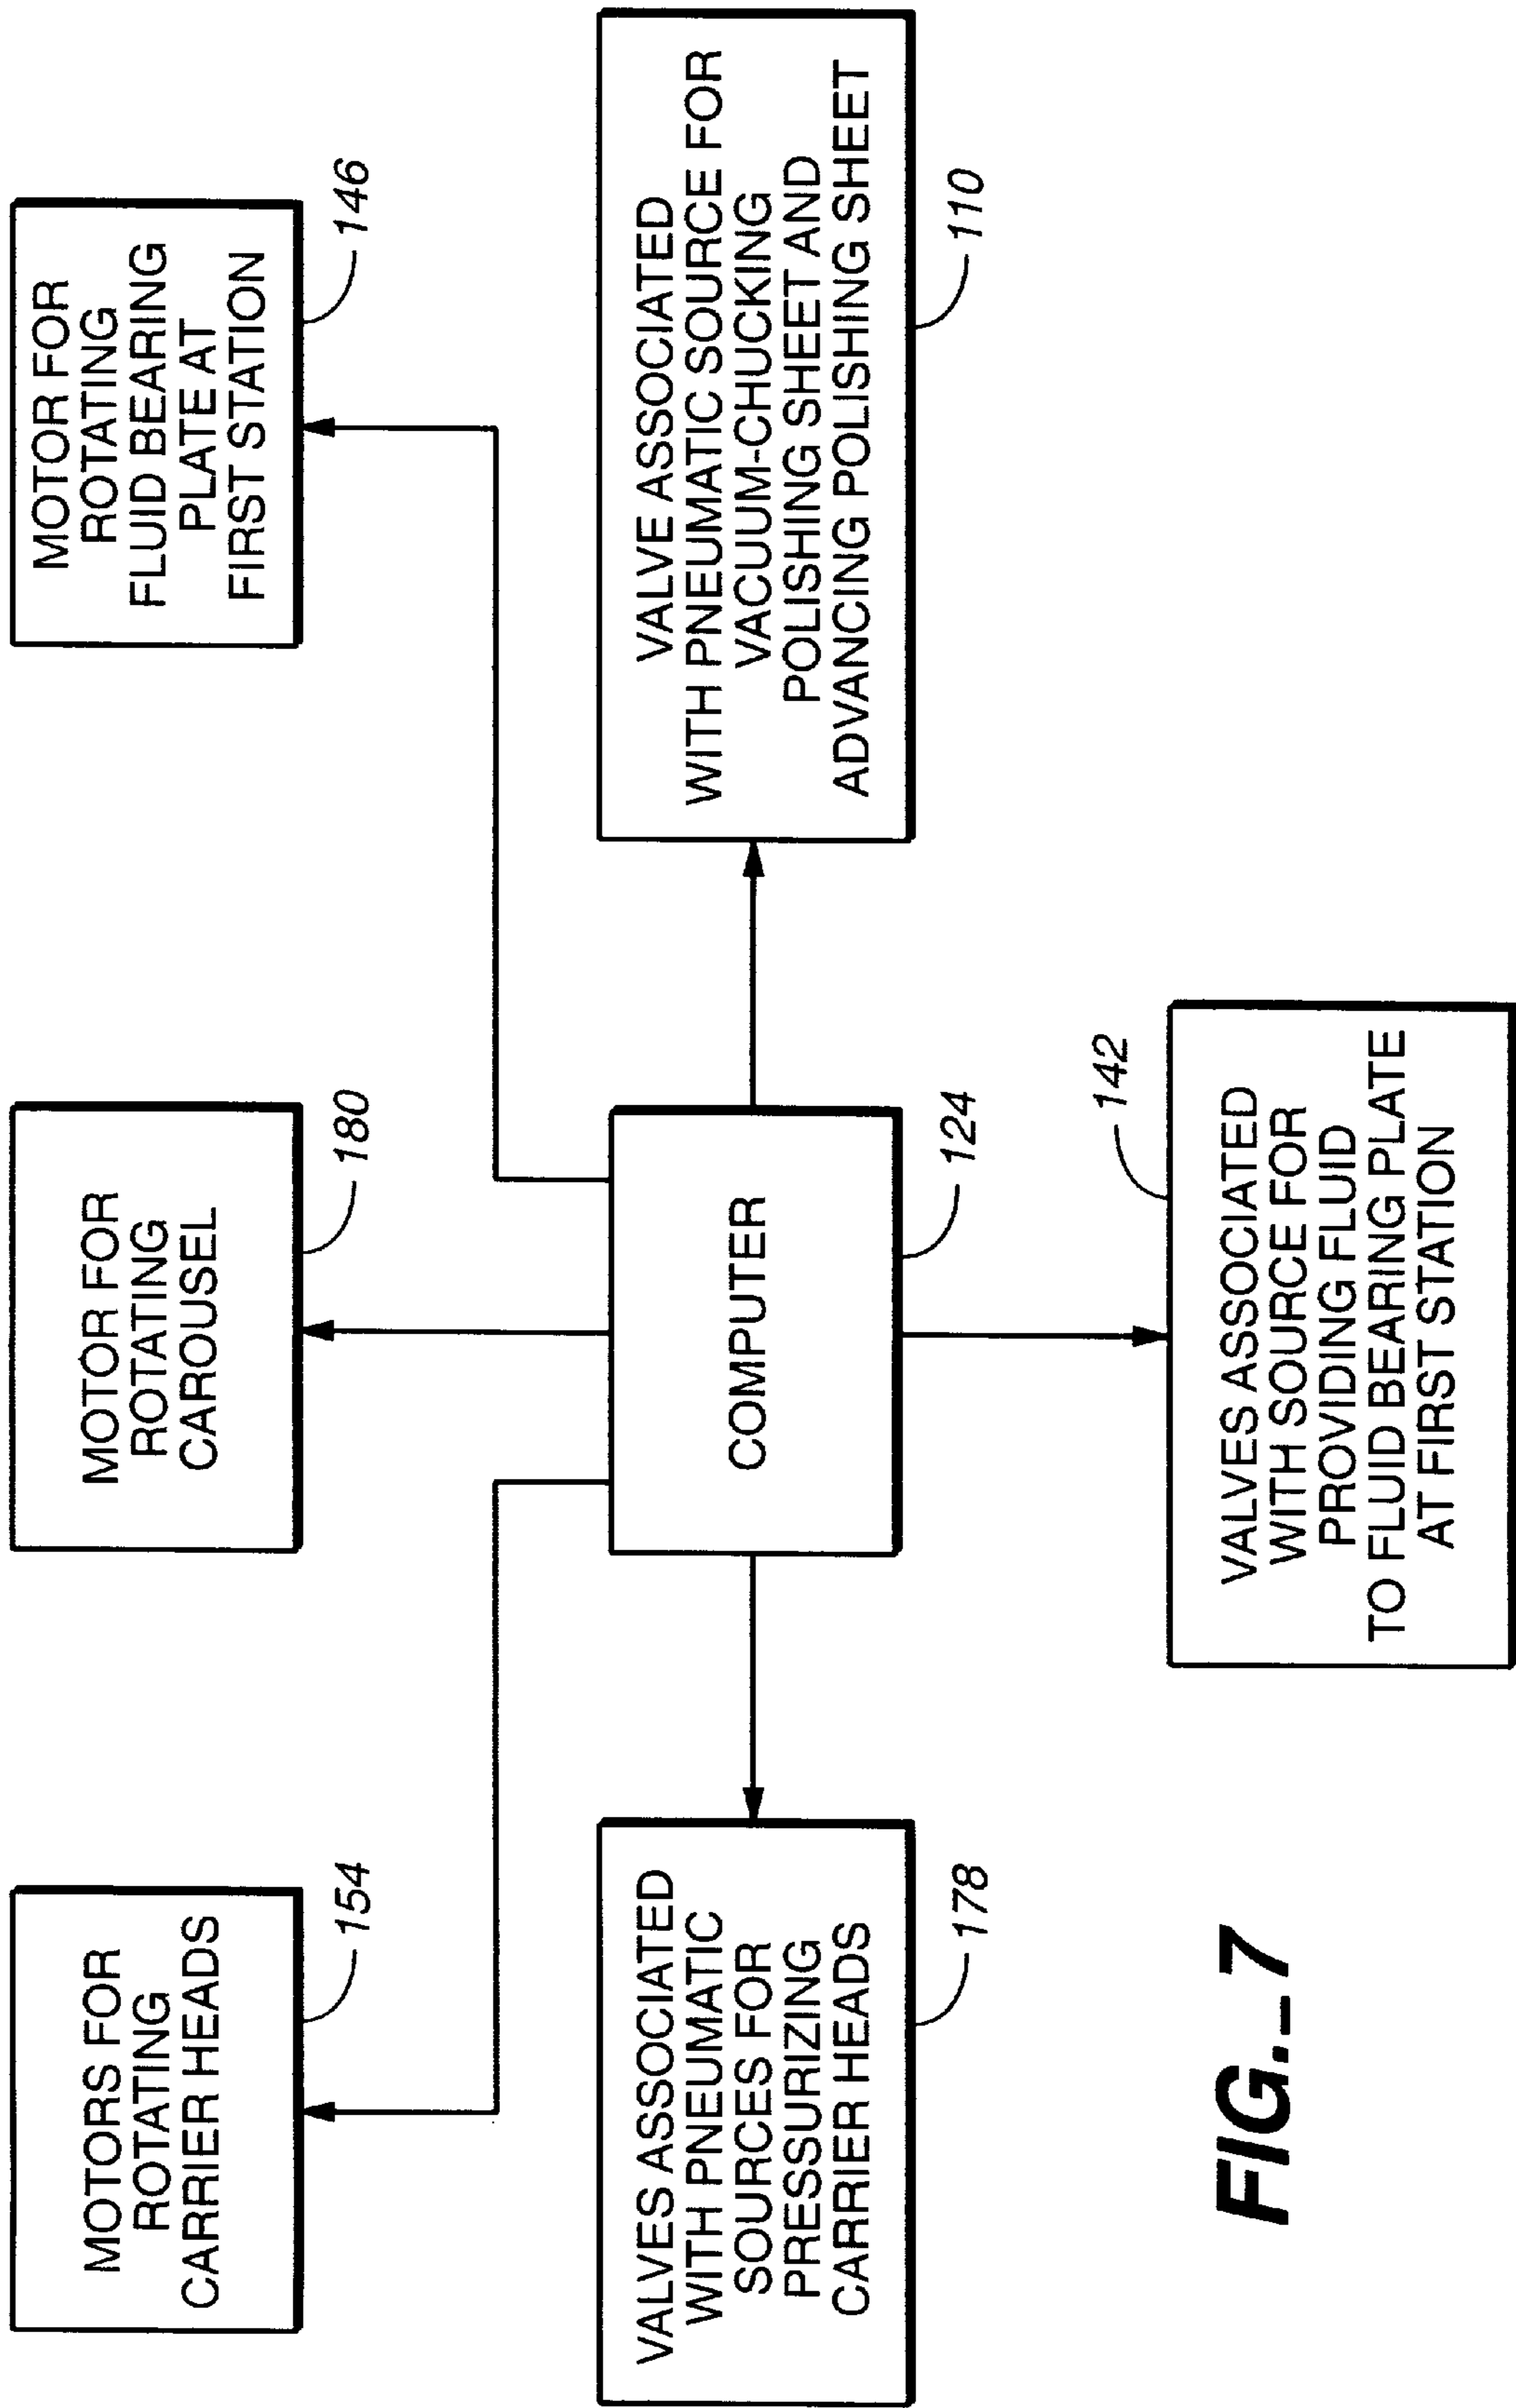 MOTORS FOR
ROTATING
CARRIER HEADS
154
MOTOR FOR
ROTATING
CAROUSEL
180
MOTOR FOR
ROTATING
FLUID BEARING
PLATE AT
FIRST STATION
146
VALVES ASSOCIATED
WITH PNEUMATIC
SOURCES FOR
PRESSURIZING
CARRIER HEADS
178
COMPUTER
124
VALVE ASSOCIATED
WITH PNEUMATIC SOURCE FOR
VACUUM-CHUCKING
POLISHING SHEET AND
ADVANCING POLISHING SHEET
110
142
VALVES ASSOCIATED
WITH SOURCE FOR
PROVIDING FLUID
TO FLUID BEARING PLATE
AT FIRST STATION
FIG._7